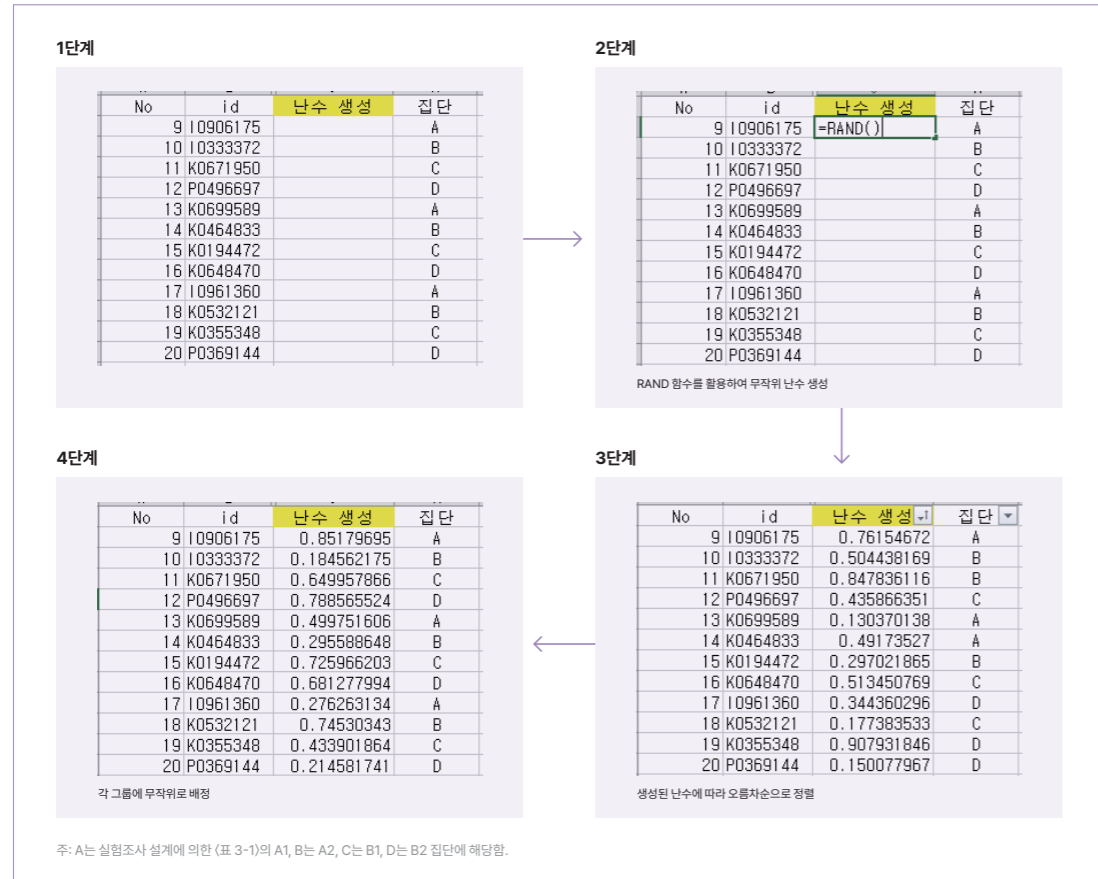 1단계
No id 난수 생성 집단
9 I0906175 A
10 I0333372 B
11 K0671950 C
12 P0496697 D
13 K0699589 A
14 K0464833 B
15 K0194472 C
16 K0648470 D
17 I0961360 A
18 K0532121 B
19 K0355348 C
20 P0369144 D
2단계
No id 난수 생성 집단
9 I0906175 =RAND() A
10 I0333372 B
11 K0671950 C
12 P0496697 D
13 K0699589 A
14 K0464833 B
15 K0194472 C
16 K0648470 D
17 I0961360 A
18 K0532121 B
19 K0355348 C
20 P0369144 D
RAND 함수를 활용하여 무작위 난수 생성
3단계
No id 난수 생성 집단
9 I0906175 0.76154672 A
10 I0333372 0.504438169 B
11 K0671950 0.847836116 B
12 P0496697 0.435866351 C
13 K0699589 0.130370138 A
14 K0464833 0.49173527 A
15 K0194472 0.297021865 B
16 K0648470 0.513450769 C
17 I0961360 0.344360296 D
18 K0532121 0.177383533 C
19 K0355348 0.907931846 D
20 P0369144 0.150077967 D
생성된 난수에 따라 오름차순으로 정렬
4단계
No id 난수 생성 집단
9 I0906175 0.85179695 A
10 I0333372 0.184562175 B
11 K0671950 0.649957866 C
12 P0496697 0.788565524 D
13 K0699589 0.499751606 A
14 K0464833 0.295588648 B
15 K0194472 0.725966203 C
16 K0648470 0.681277994 D
17 I0961360 0.276263134 A
18 K0532121 0.74530343 B
19 K0355348 0.433901864 C
20 P0369144 0.214581741 D
각 그룹에 무작위로 배정
주: A는 실험조사 설계에 의한 〈표 3-1〉의 A1, B는 A2, C는 B1, D는 B2 집단에 해당함.